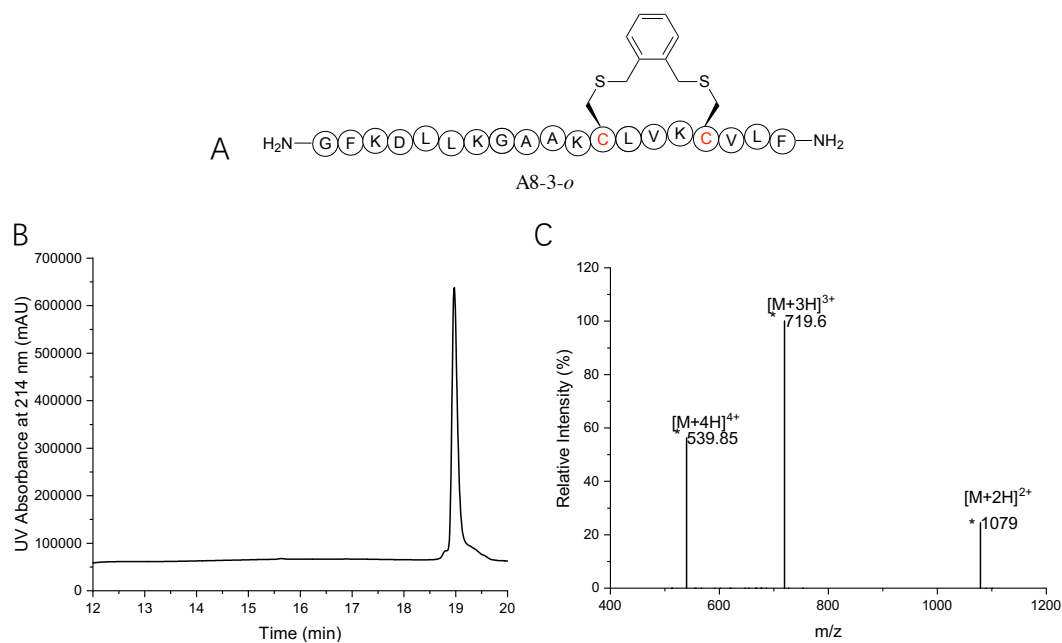 S S
A H₂N G F K D L L K G A A K C L V K C V L F NH₂
A8-3-o
B
700000
600000
500000
400000
300000
200000
100000
0
UV Absorbance at 214 nm (mAU)
12 13 14 15 16 17 18 19 20
Time (min)
C
120
100
80
60
40
20
0
Relative Intensity (%)
[M+3H]³⁺
* 719.6
[M+4H]⁴⁺
* 539.85
[M+2H]²⁺
* 1079
400 600 800 1000 1200
m/z